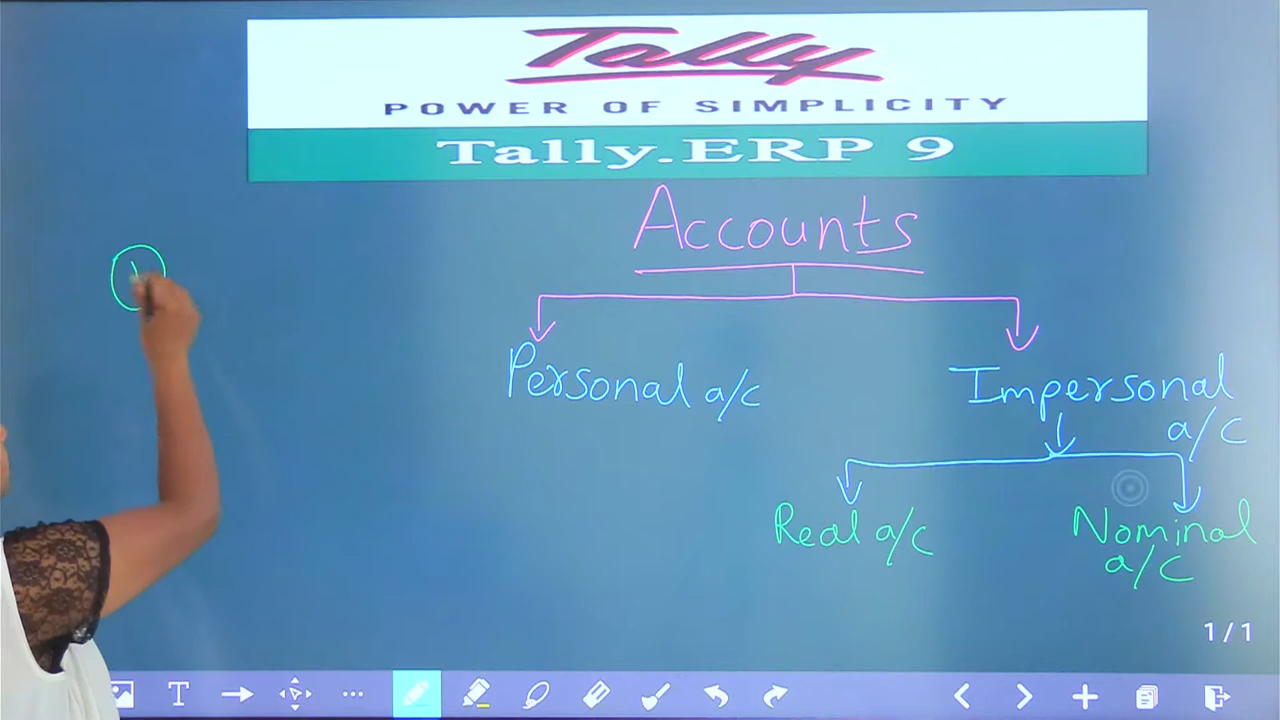 Tally
POWER OF SIMPLICITY
Tally.ERP 9
Accounts
Personal a/c
Impersonal
a/c
Real a/c
Nominal
a/c
1/1
T